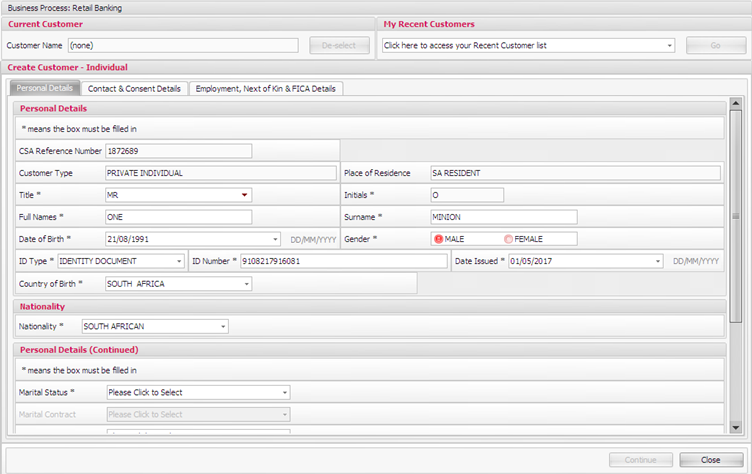 Business Process: Retail Banking
Current Customer
My Recent Customers
Customer Name (none) De-select
Click here to access your Recent Customer list Go
Create Customer - Individual
Personal Details Contact & Consent Details Employment, Next of Kin & FICA Details
Personal Details
* means the box must be filled in
CSA Reference Number 1872689
Customer Type PRIVATE INDIVIDUAL Place of Residence SA RESIDENT
Title * MR Initials * O
Full Names * ONE Surname * MINION
Date of Birth * 21/08/1991 DD/MM/YYYY Gender * MALE FEMALE
ID Type * IDENTITY DOCUMENT ID Number * 9108217916081 Date Issued * 01/05/2017 DD/MM/YYYY
Country of Birth * SOUTH AFRICA
Nationality
Nationality * SOUTH AFRICAN
Personal Details (Continued)
* means the box must be filled in
Marital Status * Please Click to Select
Marital Contract Please Click to Select
Continue Close